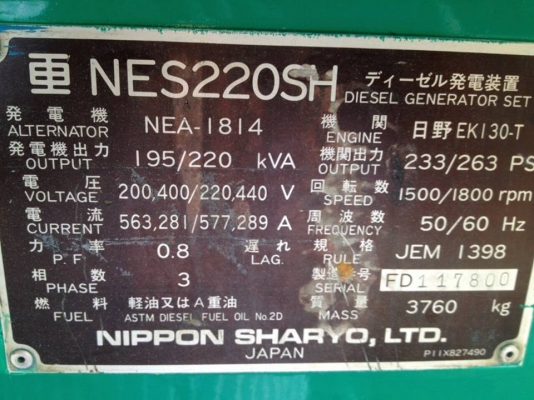 NES220SH ディーゼル発電装置
DIESEL GENERATOR SET
発電機 NEA-1814 機関 日野EK130-T
ALTERNATOR ENGINE
発電機出力 195/220 kVA 機関出力 233/263 PS
OUTPUT OUTPUT
電圧 200,400/220,440 V 回転数 1500/1800 rpm
VOLTAGE SPEED
電流 563,281/577,289 A 周波数 50/60 Hz
CURRENT FREQUENCY
力率 0.8 遅れ 規格 JEM 1398
P.F LAG. RULE
相数 3 製造番号 FD117800
PHASE SERIAL
燃料 軽油又はA重油 質量 3760 kg
FUEL ASTM DIESEL FUEL OIL No.2D MASS
NIPPON SHARYO, LTD.
JAPAN P11X827490